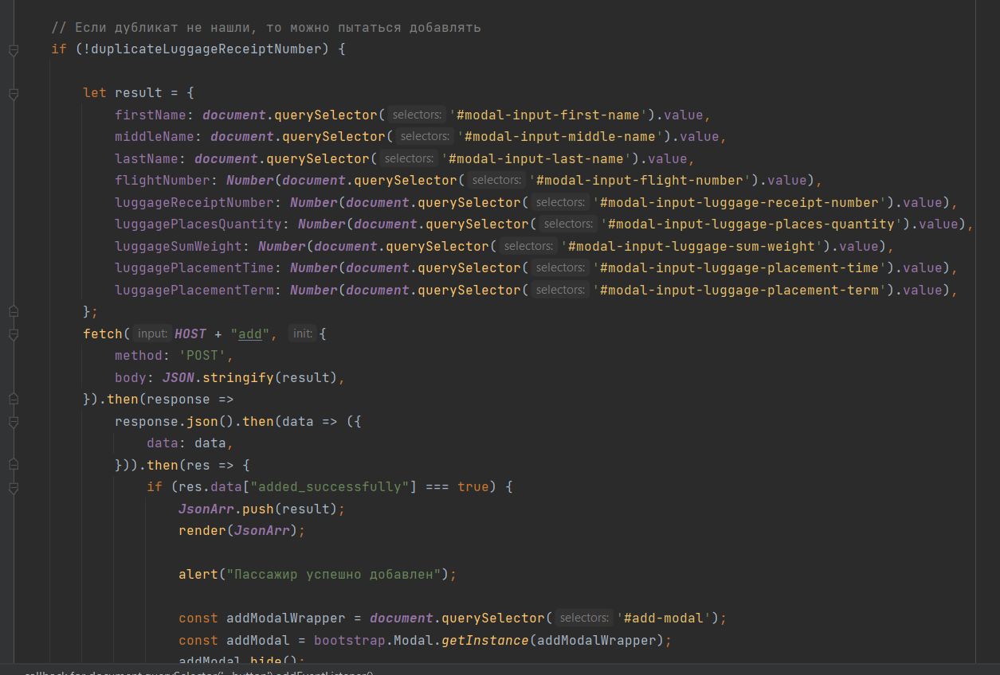 // Если дубликат не нашли, то можно пытаться добавлять
if (!duplicateLuggageReceiptNumber) {
let result = {
firstName: document.querySelector( selectors: '#modal-input-first-name').value,
middleName: document.querySelector( selectors: '#modal-input-middle-name').value,
lastName: document.querySelector( selectors: '#modal-input-last-name').value,
flightNumber: Number(document.querySelector( selectors: '#modal-input-flight-number').value),
luggageReceiptNumber: Number(document.querySelector( selectors: '#modal-input-luggage-receipt-number').value),
luggagePlacesQuantity: Number(document.querySelector( selectors: '#modal-input-luggage-places-quantity').value),
luggageSumWeight: Number(document.querySelector( selectors: '#modal-input-luggage-sum-weight').value),
luggagePlacementTime: Number(document.querySelector( selectors: '#modal-input-luggage-placement-time').value),
luggagePlacementTerm: Number(document.querySelector( selectors: '#modal-input-luggage-placement-term').value),
};
fetch( input: HOST + "add", init: {
method: 'POST',
body: JSON.stringify(result),
}).then(response =>
response.json().then(data => ({
data: data,
})).then(res => {
if (res.data["added_successfully"] === true) {
JsonArr.push(result);
render(JsonArr);
alert("Пассажир успешно добавлен");
const addModalWrapper = document.querySelector( selectors: '#add-modal');
const addModal = bootstrap.Modal.getInstance(addModalWrapper);
addModal.hide();
callback for document.querySelector('